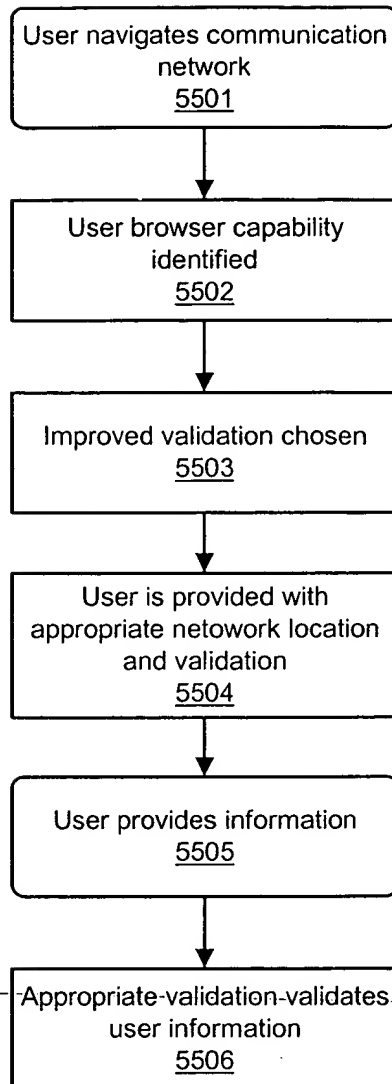 User navigates communication
network
5501
User browser capability
identified
5502
Improved validation chosen
5503
User is provided with
appropriate netowork location
and validation
5504
User provides information
5505
Appropriate validation validates
user information
5506